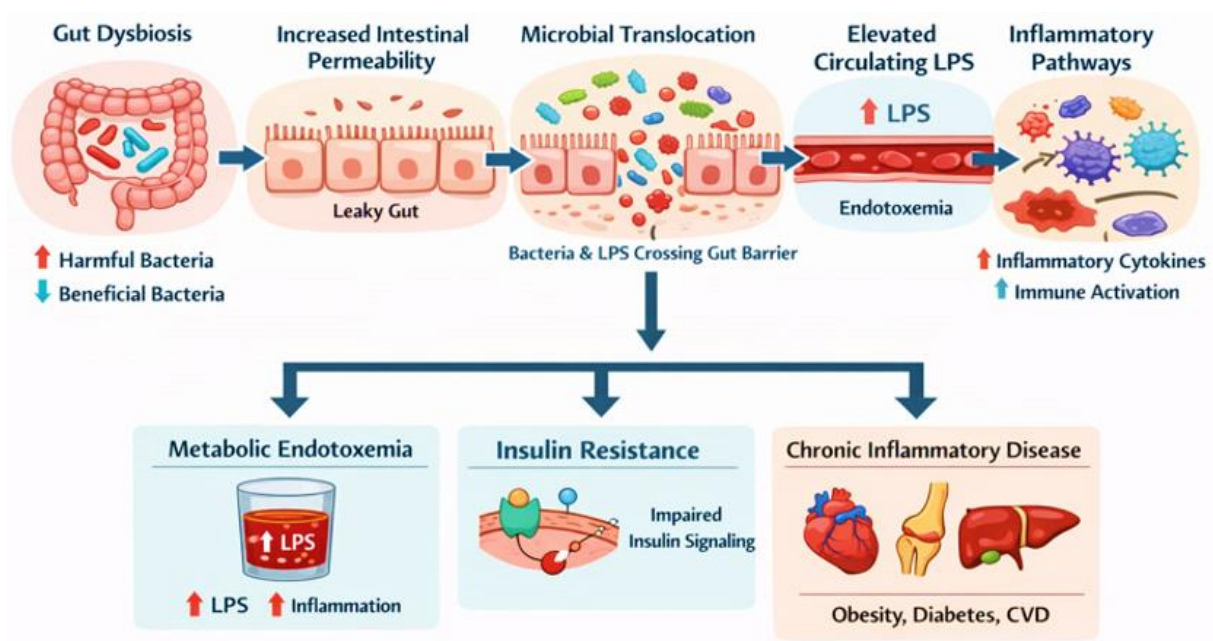 Gut Dysbiosis
Increased Intestinal
Permeability
Microbial Translocation
Elevated
Circulating LPS
Inflammatory
Pathways
LPS
Leaky Gut
Endotoxemia
Bacteria & LPS Crossing Gut Barrier
Harmful Bacteria
Beneficial Bacteria
Inflammatory Cytokines
Immune Activation
Metabolic Endotoxemia
LPS
LPS
Inflammation
Insulin Resistance
Impaired
Insulin Signaling
Chronic Inflammatory Disease
Obesity, Diabetes, CVD